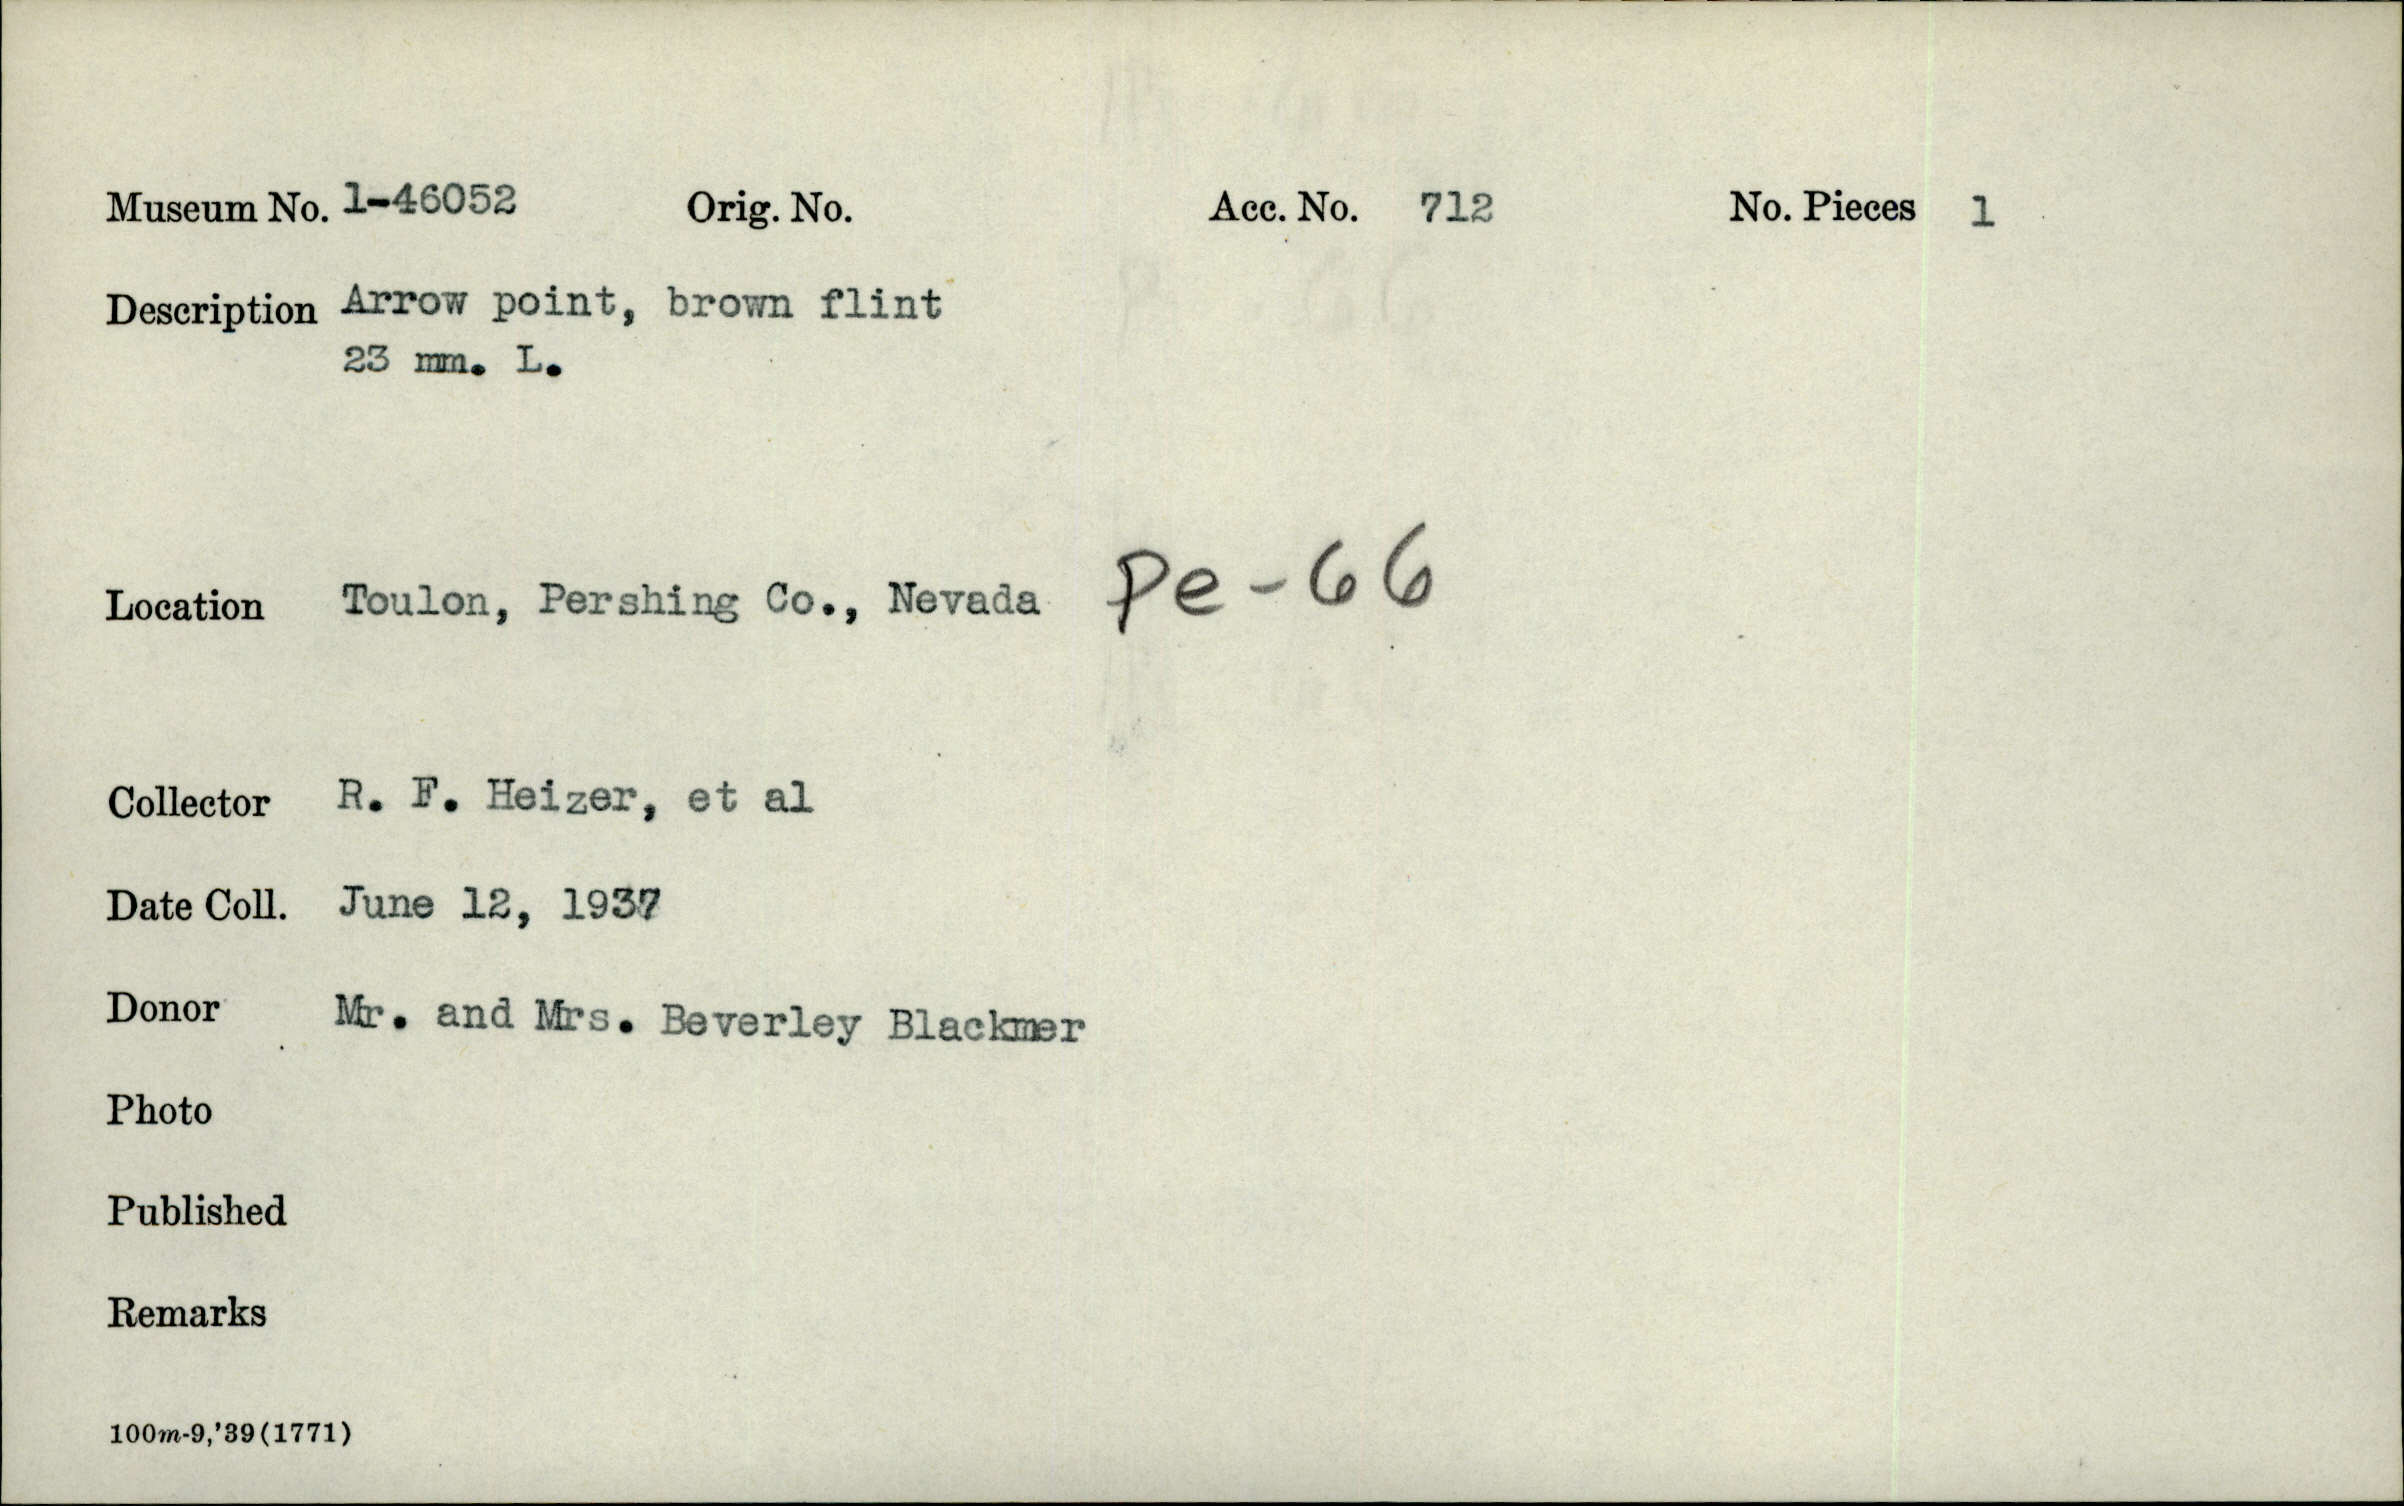 Museum No. 1-46052 Orig. No. Acc. No. 712 No. Pieces 1
Description Arrow point, brown flint
23 mm. L.
Location Toulon, Pershing Co., Nevada Pe-66
Collector R. F. Heizer, et al
Date Coll. June 12, 1937
Donor Mr. and Mrs. Beverley Blackmer
Photo
Published
Remarks
100m-9,'39(1771)